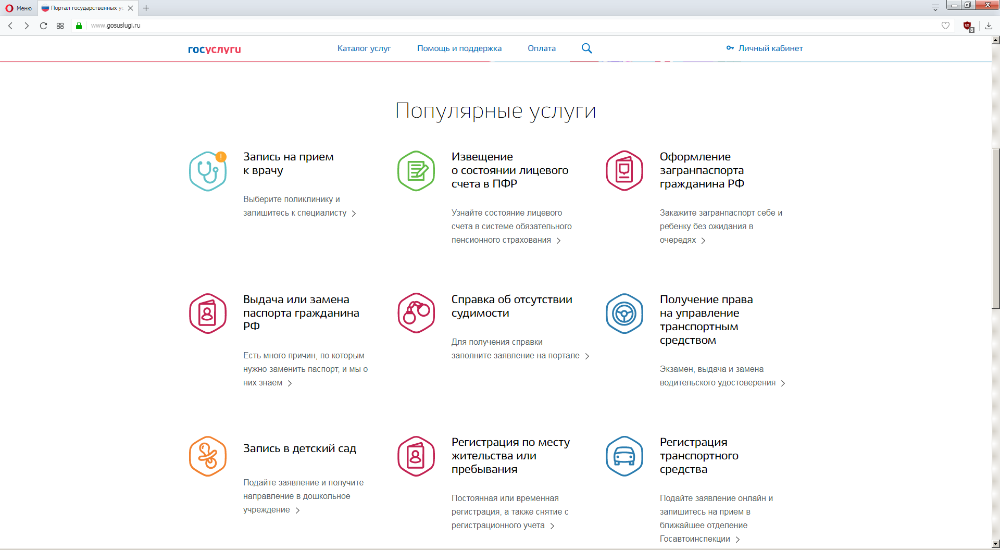 Меню
Портал государственных ус
www.gosuslugi.ru
8
госуслуги
Каталог услуг
Помощь и поддержка
Оплата
Личный кабинет
Популярные услуги
Запись на прием
к врачу
Выберите поликлинику и
запишитесь к специалисту
Извещение
о состоянии лицевого
счета в ПФР
Узнайте состояние лицевого
счета в системе обязательного
пенсионного страхования
Оформление
загранпаспорта
гражданина РФ
Закажите загранпаспорт себе и
ребенку без ожидания в
очередях
Выдача или замена
паспорта гражданина
РФ
Есть много причин, по которым
нужно заменить паспорт, и мы о
них знаем
Справка об отсутствии
судимости
Для получения справки
заполните заявление на портале
Получение права
на управление
транспортным
средством
Экзамен, выдача и замена
водительского удостоверения
Запись в детский сад
Подайте заявление и получите
направление в дошкольное
учреждение
Регистрация по месту
жительства или
пребывания
Постоянная или временная
регистрация, а также снятие с
регистрационного учета
Регистрация
транспортного
средства
Подайте заявление онлайн и
запишитесь на прием в
ближайшее отделение
Госавтоинспекции